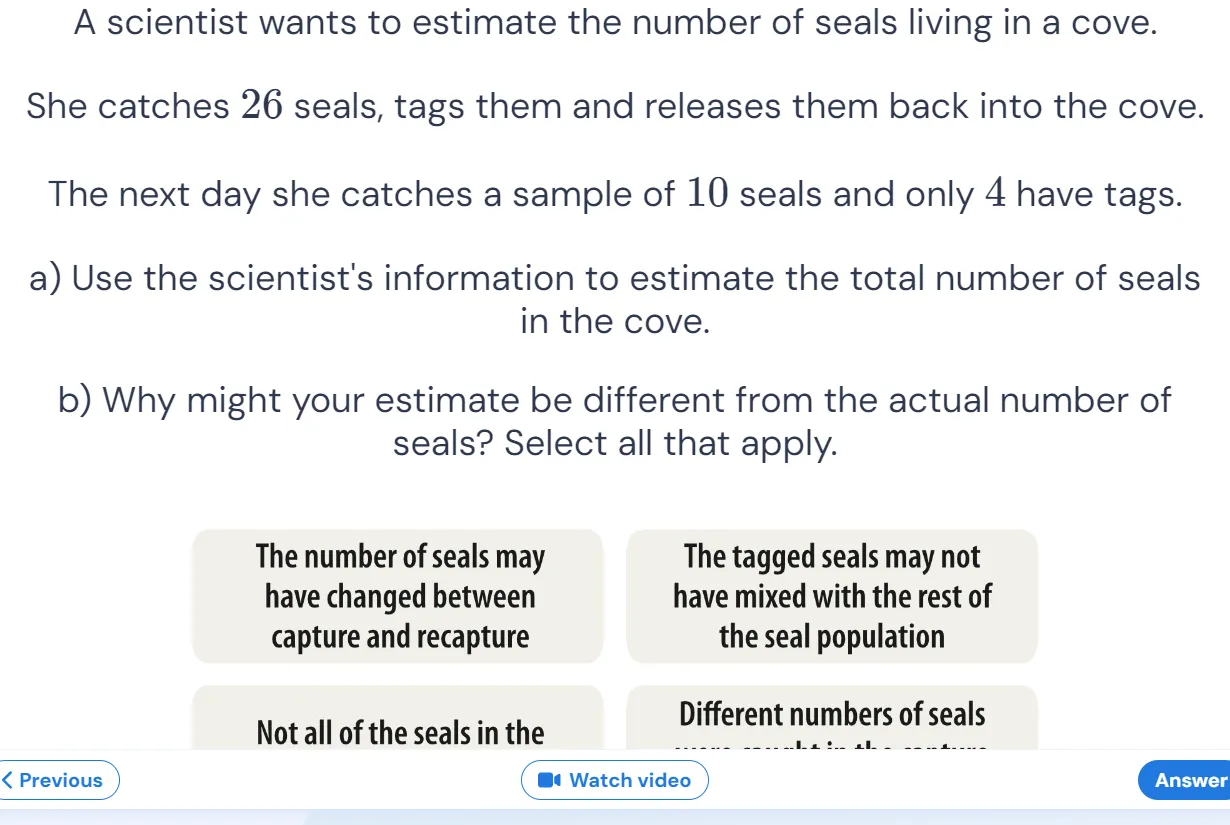 A scientist wants to estimate the number of seals living in a cove.
She catches 26 seals, tags them and releases them back into the cove.
The next day she catches a sample of 10 seals and only 4 have tags.
a) Use the scientist's information to estimate the total number of seals
in the cove.
b) Why might your estimate be different from the actual number of
seals? Select all that apply.
The number of seals may
have changed between
capture and recapture
The tagged seals may not
have mixed with the rest of
the seal population
Not all of the seals in the
Different numbers of seals
Previous
Watch video
Answer